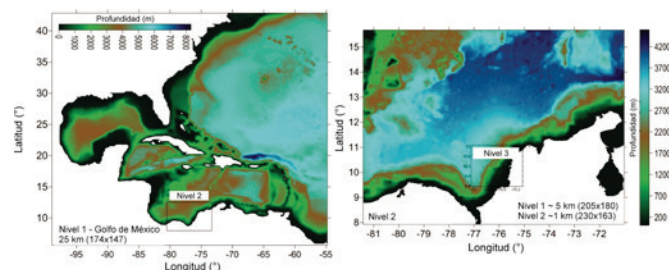 Profundidad (m)
0 1000 2000 3000 4000 5000 6000 7000 8000
Latitud (°)
40
35
30
25
20
15
10
Nivel 2
Nivel 1 - Golfo de México
25 km (174x147)
-95 -90 -85 -80 -75 -70 -65 -60 -55
Longitud (°)
Latitud (°)
15
14
13
12
11
10
9
8
Nivel 3
Nivel 2
Nivel 1 ~ 5 km (205x180)
Nivel 2 ~1 km (230x163)
-81 -80 -79 -78 -77 -76 -75 -74 -73 -72
Longitud (°)
Profundidad (m)
4200
3700
3200
2700
2200
1700
1200
700
200